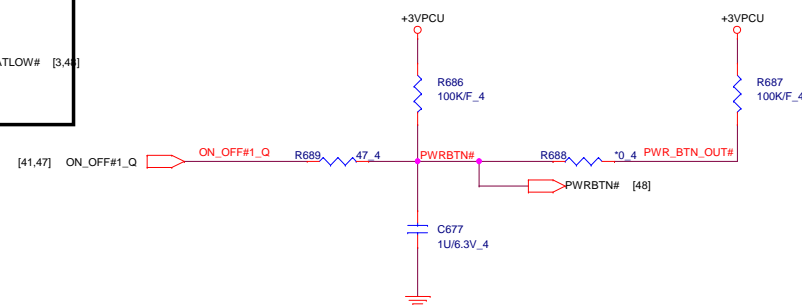 +3VPCU
+3VPCU
ATLOW# [3,48]
R686
100K/F_4
R687
100K/F_4
[41,47] ON_OFF#1_Q
ON_OFF#1_Q
R689
47_4
PWRBTN#
R688
*0_4
PWR_BTN_OUT#
PWRBTN# [48]
C677
1U/6.3V_4